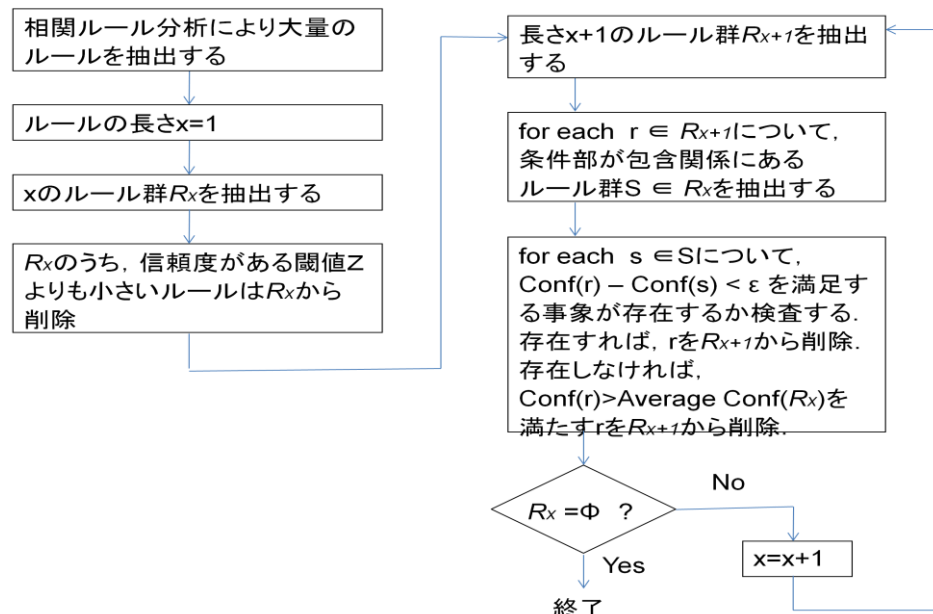 相関ルール分析により大量の
ルールを抽出する
ルールの長さx=1
xのルール群Rxを抽出する
Rxのうち，信頼度がある閾値Z
よりも小さいルールはRxから
削除
長さx+1のルール群Rx+1を抽出
する
for each r ∈ Rx+1について，
条件部が包含関係にある
ルール群S ∈ Rxを抽出する
for each s ∈Sについて，
Conf(r) – Conf(s) < ε を満足す
る事象が存在するか検査する．
存在すれば，rをRx+1から削除．
存在しなければ，
Conf(r)>Average Conf(Rx)を
満たすrをRx+1から削除．
Rx =Φ ？
No
x=x+1
Yes
終了